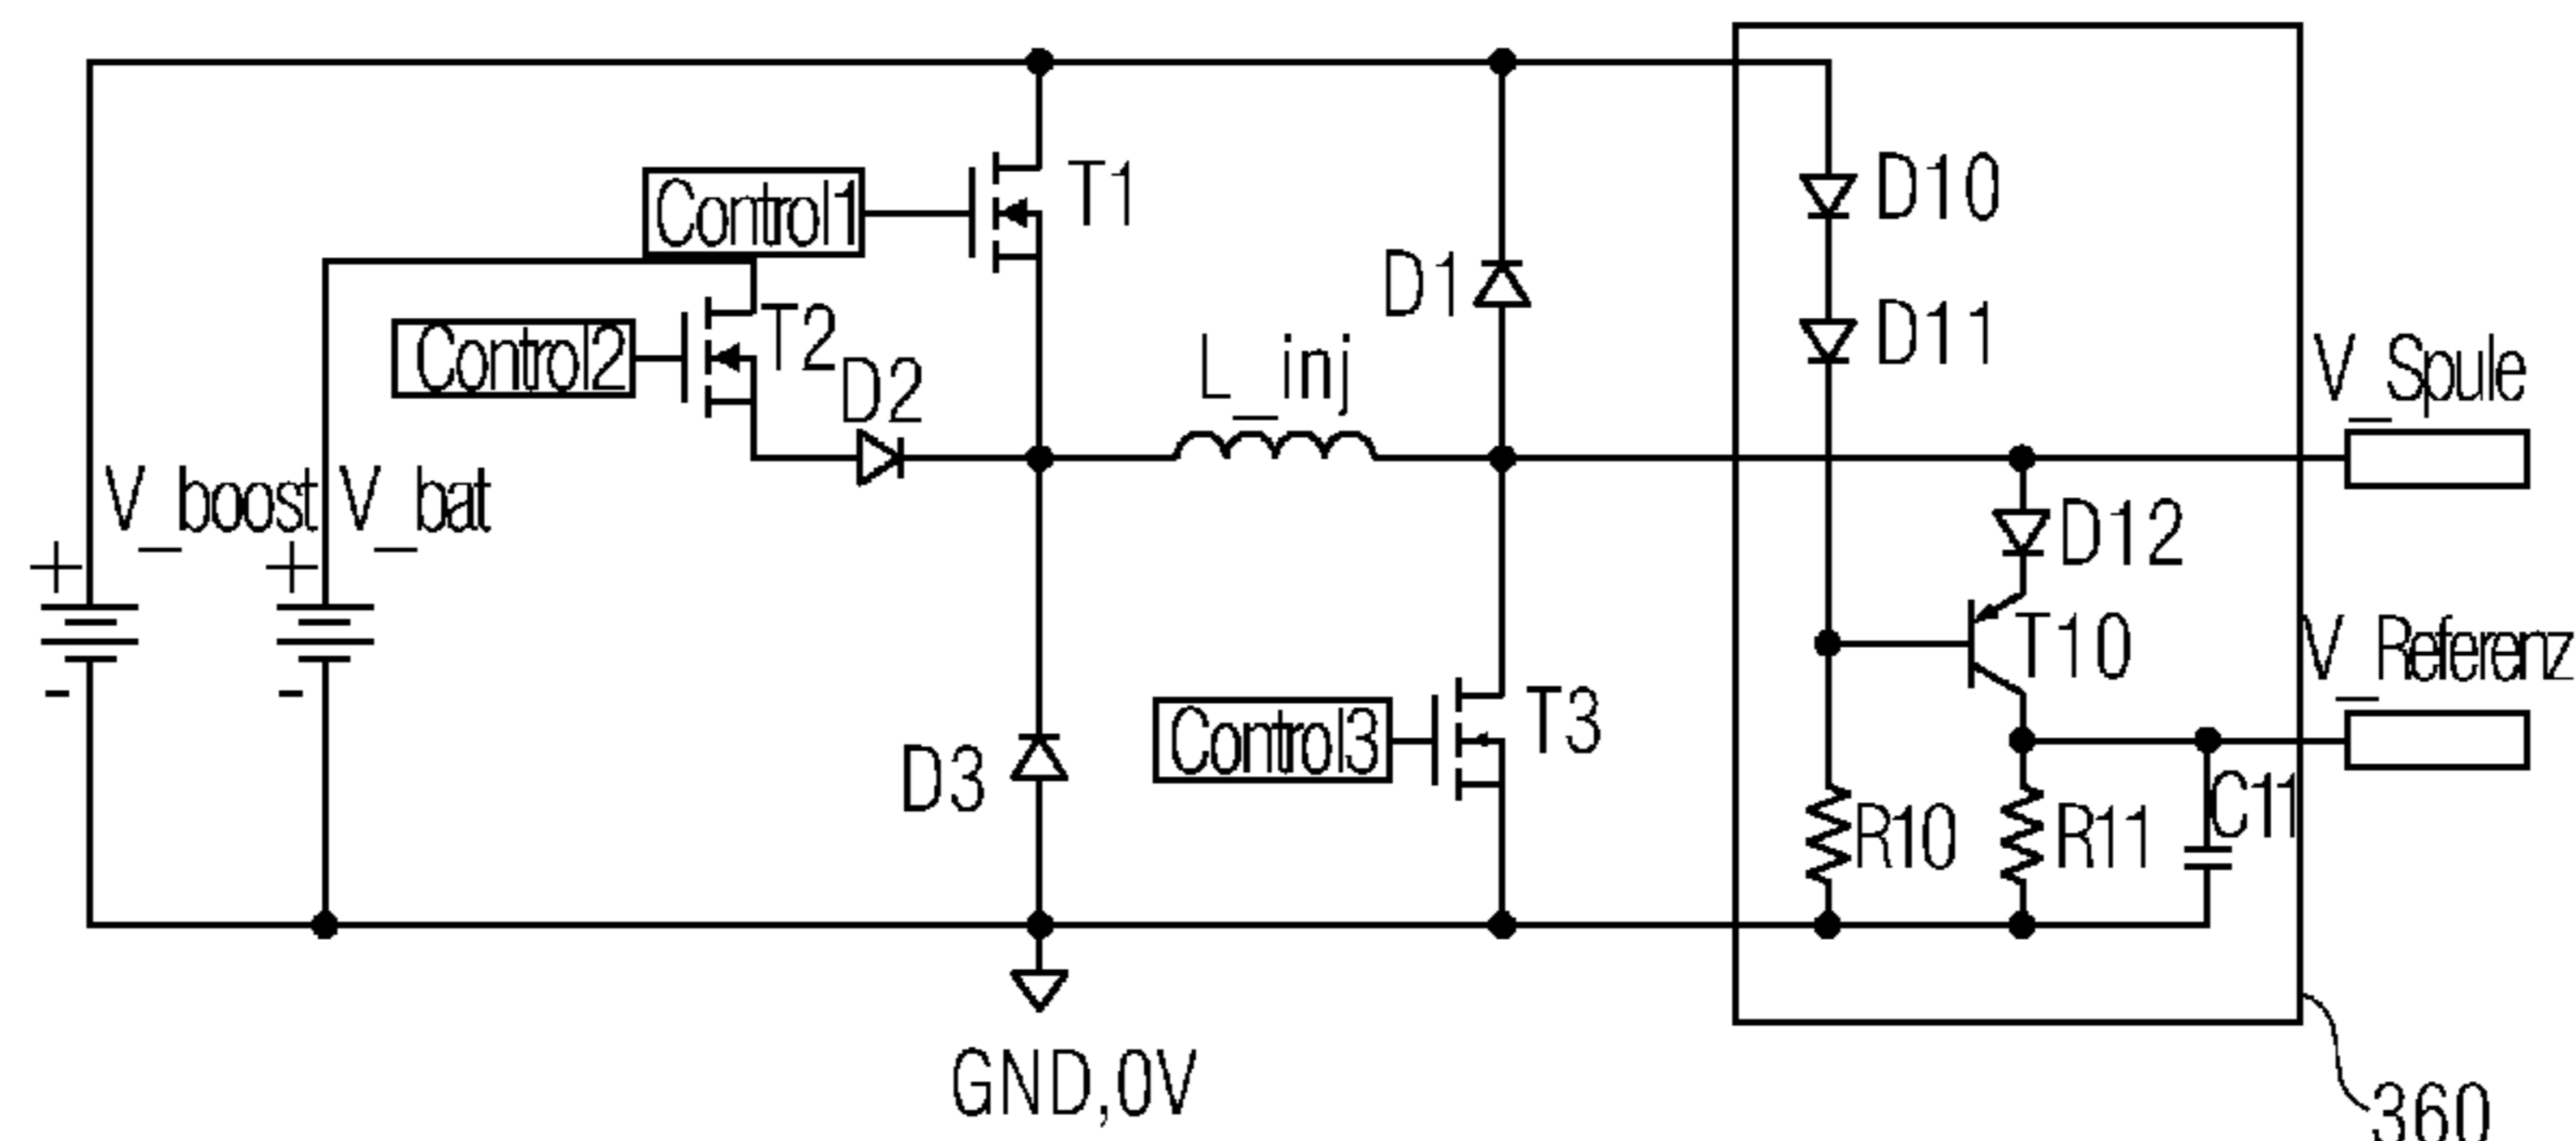 Control1
T1
D10
D1
D11
Control2
T2
D2
L_inj
V_Spule
V_boost
V_bat
+
+
D12
T10
V_Referenz
-
-
D3
Control3
T3
R10
R11
C11
GND,0V
360